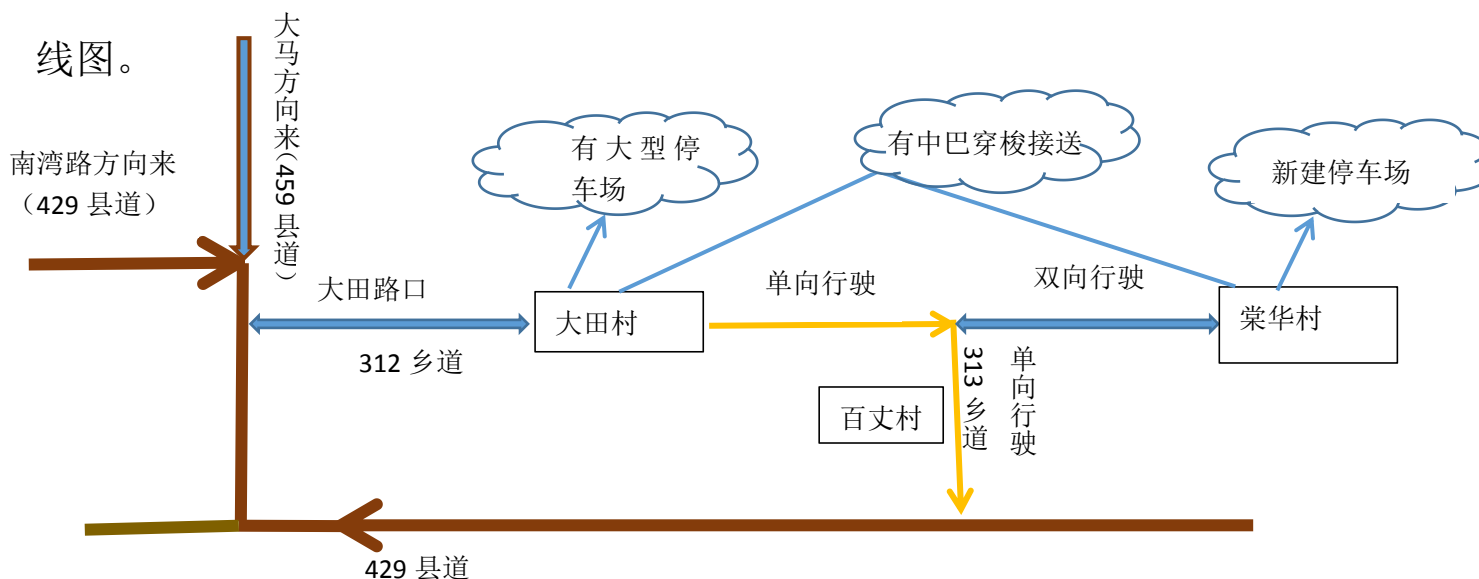 线图。
大马方向来(459县道)
南湾路方向来
（429 县道）
有 大 型 停
车场
有中巴穿梭接送
新建停车场
大田路口
单向行驶
双向行驶
大田村
棠华村
312 乡道
313 乡道
单向行驶
百丈村
429 县道